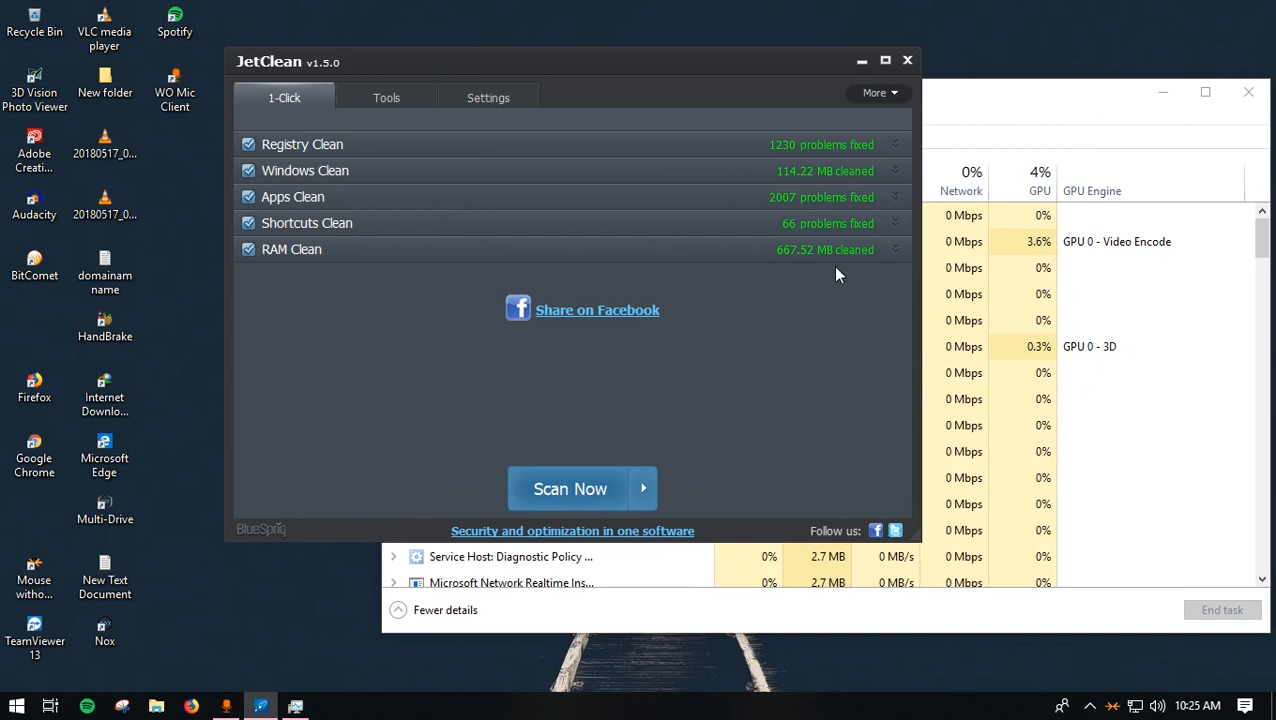 Recycle Bin
VLC media
player
Spotify
3D Vision
Photo Viewer
New folder
WO Mic
Client
Adobe
Creati...
20180517_0...
Audacity
20180517_0...
BitComet
domainam
name
HandBrake
Firefox
Internet
Downlo...
Google
Chrome
Microsoft
Edge
Multi-Drive
Mouse
witho...
New Text
Document
TeamViewer
13
Nox
JetClean v1.5.0
1-Click
Tools
Settings
More
Registry Clean 1230 problems fixed
Windows Clean 114.22 MB cleaned
Apps Clean 2007 problems fixed
Shortcuts Clean 66 problems fixed
RAM Clean 667.52 MB cleaned
Share on Facebook
Scan Now
BlueSprig
Security and optimization in one software
Follow us:
0% 4%
Network GPU GPU Engine
0 Mbps 0%
0 Mbps 3.6% GPU 0 - Video Encode
0 Mbps 0%
0 Mbps 0%
0 Mbps 0%
0 Mbps 0.3% GPU 0 - 3D
0 Mbps 0%
0 Mbps 0%
0 Mbps 0%
0 Mbps 0%
0 Mbps 0%
0 Mbps 0%
0 Mbps 0%
Service Host: Diagnostic Policy ... 0% 2.7 MB 0 MB/s 0 Mbps 0%
Microsoft Network Realtime Ins... 0% 2.7 MB 0 MB/s 0 Mbps 0%
Fewer details
End task
10:25 AM